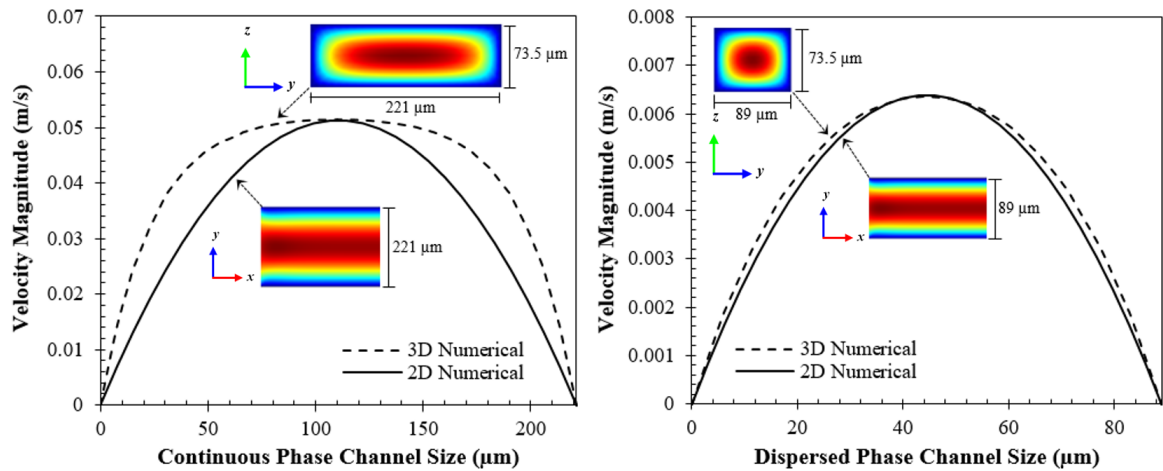 0.07
0.06
0.05
0.04
0.03
0.02
0.01
0
Velocity Magnitude (m/s)
z
y
73.5 µm
221 µm
y
x
221 µm
3D Numerical
2D Numerical
0 50 100 150 200
Continuous Phase Channel Size (µm)
0.008
0.007
0.006
0.005
0.004
0.003
0.002
0.001
0
Velocity Magnitude (m/s)
73.5 µm
89 µm
z
y
y
x
89 µm
3D Numerical
2D Numerical
0 20 40 60 80
Dispersed Phase Channel Size (µm)